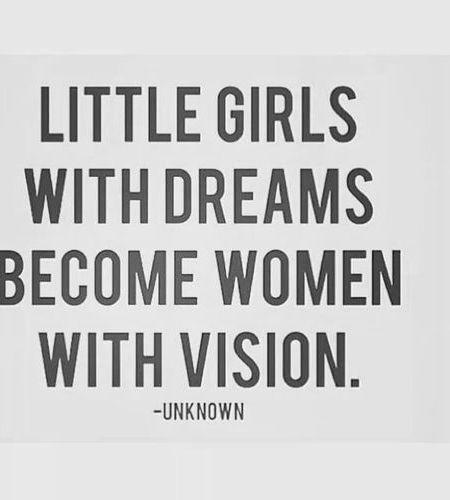 LITTLE GIRLS
WITH DREAMS
BECOME WOMEN
WITH VISION.
-UNKNOWN